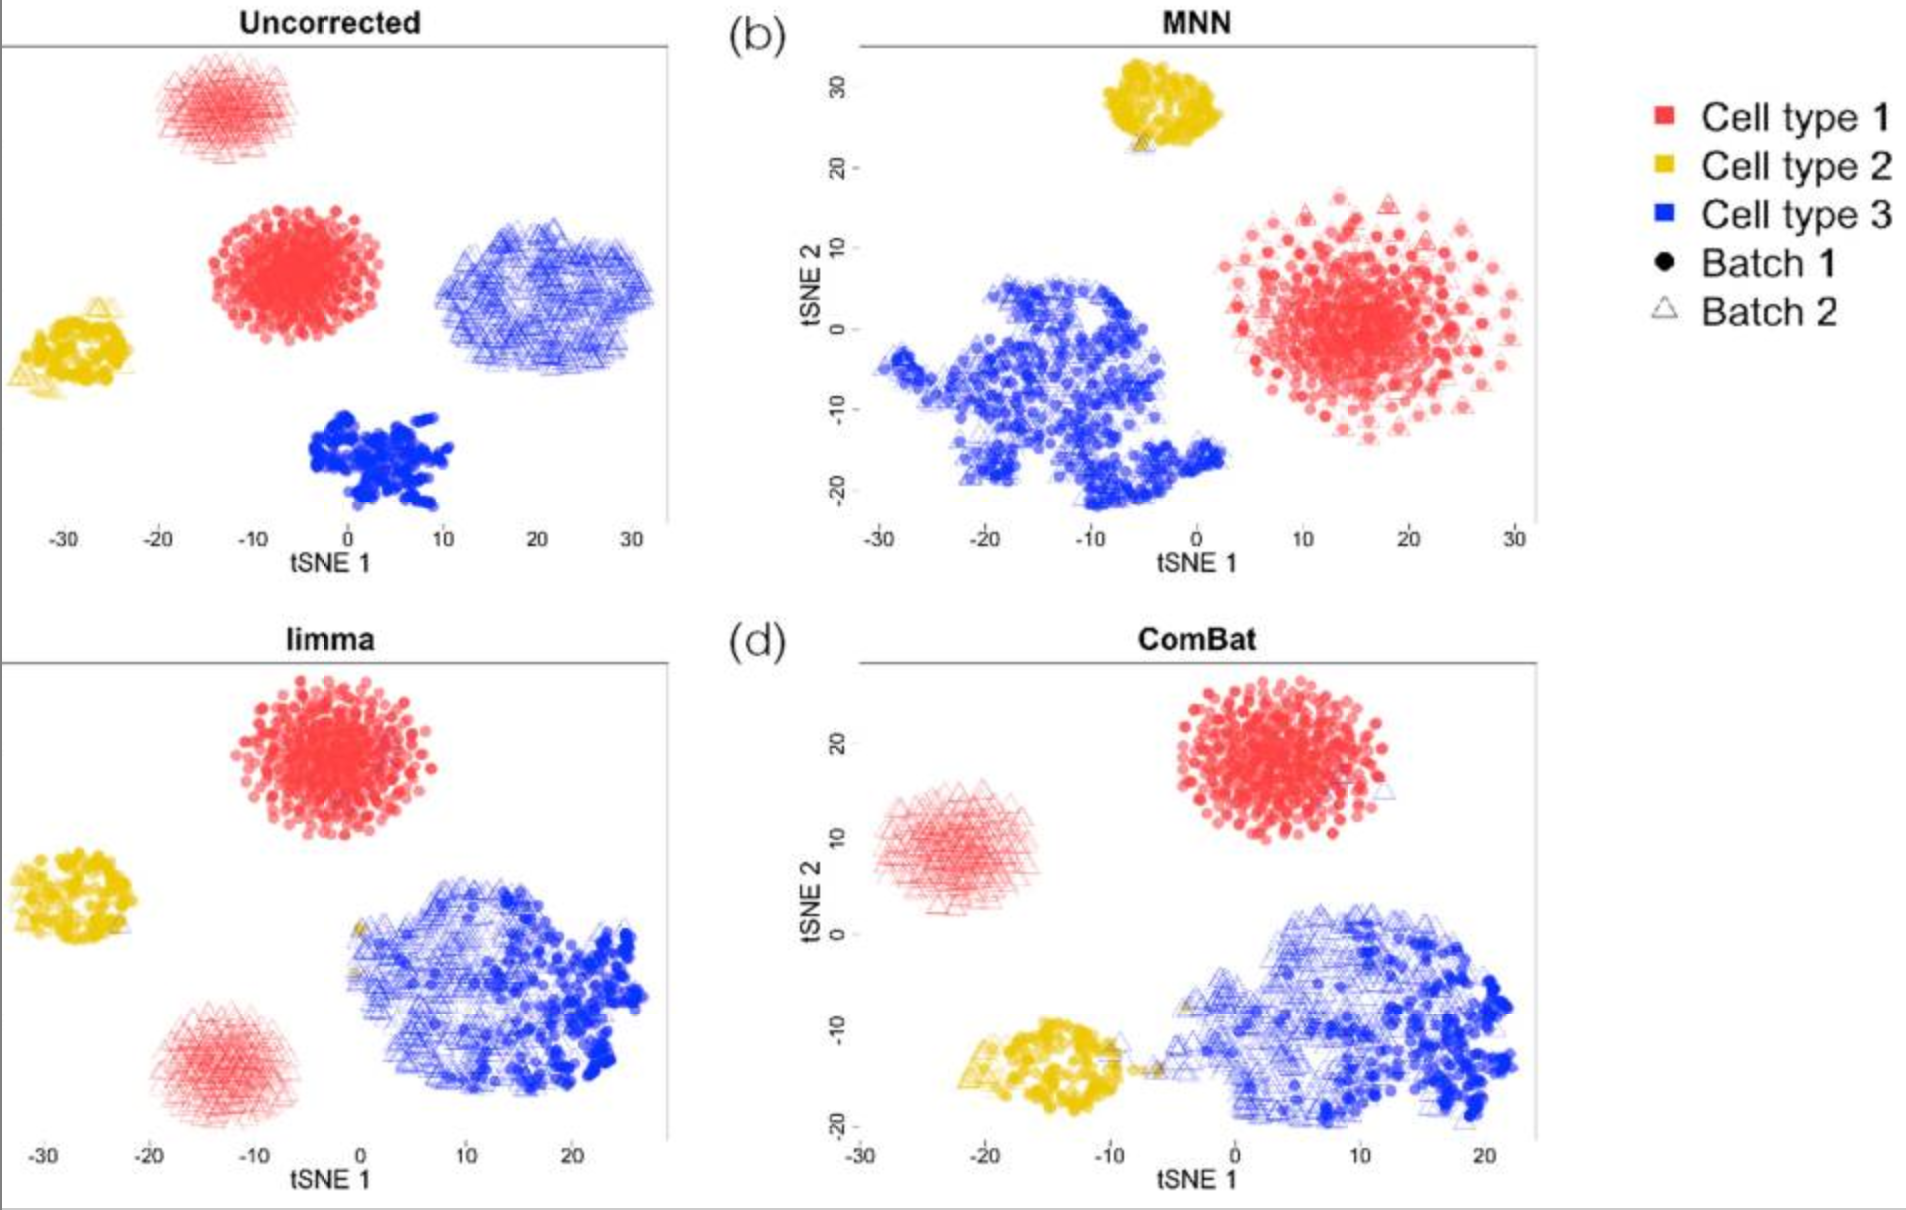 Uncorrected
-30 -20 -10 0 10 20 30
tSNE 1
(b)
MNN
tSNE 2
30
20
10
0
-10
-20
-30 -20 -10 0 10 20 30
tSNE 1
Cell type 1
Cell type 2
Cell type 3
Batch 1
Batch 2
limma
-30 -20 -10 0 10 20
tSNE 1
(d)
ComBat
tSNE 2
20
10
0
-10
-20
-30 -20 -10 0 10 20
tSNE 1